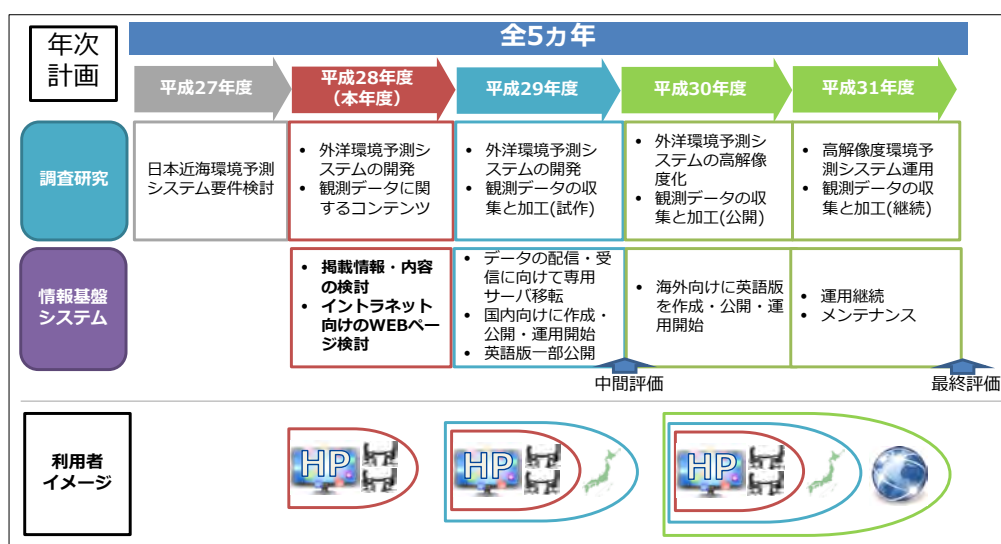 年次
計画
全5ヵ年
平成27年度
平成28年度
（本年度）
平成29年度
平成30年度
平成31年度
調査研究
日本近海環境予測
システム要件検討
• 外洋環境予測シ
ステムの開発
• 観測データに関
するコンテンツ
• 外洋環境予測シ
ステムの開発
• 観測データの収
集と加工(試作)
• 外洋環境予測シ
ステムの高解像
度化
• 観測データの収
集と加工(公開)
• 高解像度環境予
測システム運用
• 観測データの収
集と加工(継続)
情報基盤
システム
• 掲載情報・内容
の検討
• イントラネット
向けのWEBペー
ジ検討
• データの配信・受
信に向けて専用
サーバ移転
• 国内向けに作成・
公開・運用開始
• 英語版一部公開
• 海外向けに英語版
を作成・公開・運
用開始
• 運用継続
• メンテナンス
中間評価
最終評価
利用者
イメージ
HP
HP
HP